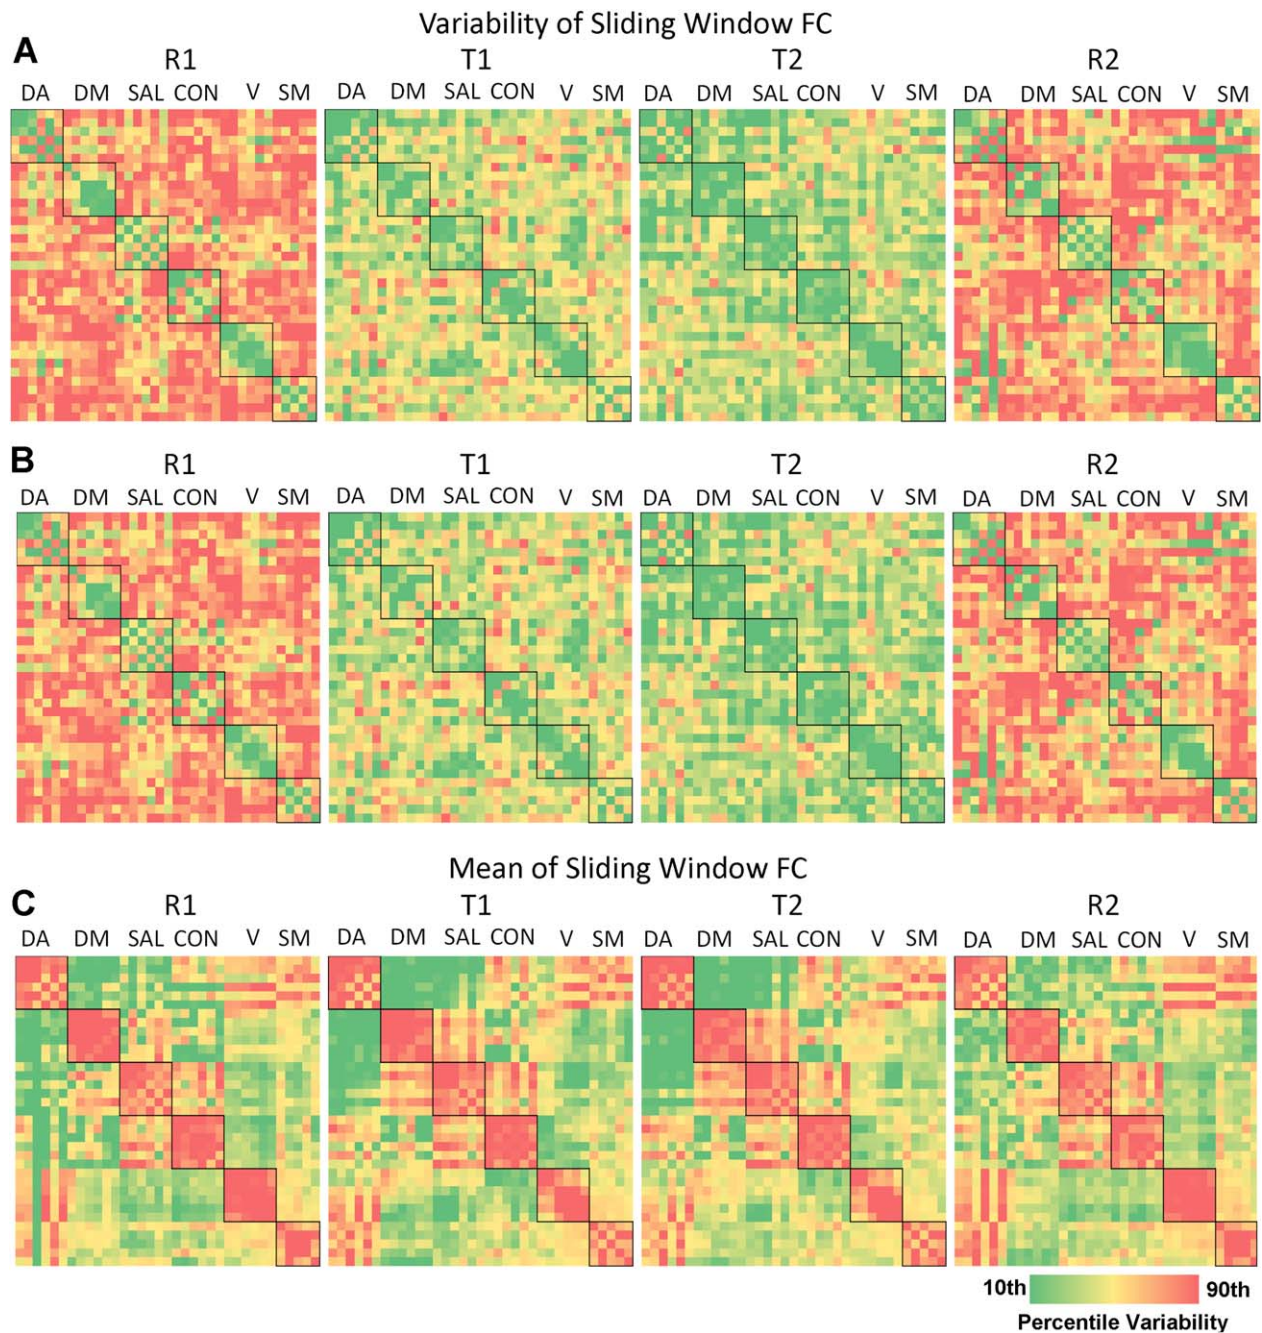 Variability of Sliding Window FC
A
R1 T1 T2 R2
DA DM SAL CON V SM DA DM SAL CON V SM DA DM SAL CON V SM DA DM SAL CON V SM
B
R1 T1 T2 R2
DA DM SAL CON V SM DA DM SAL CON V SM DA DM SAL CON V SM DA DM SAL CON V SM
Mean of Sliding Window FC
C
R1 T1 T2 R2
DA DM SAL CON V SM DA DM SAL CON V SM DA DM SAL CON V SM DA DM SAL CON V SM
10th 90th
Percentile Variability